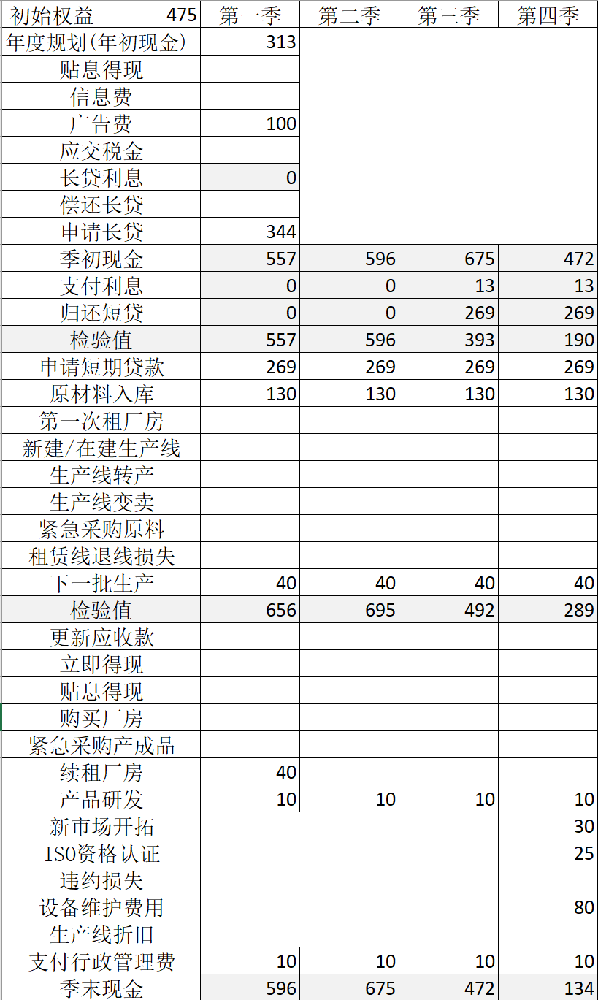 初始权益 475 第一季 第二季 第三季 第四季
年度规划(年初现金) 313
贴息得现
信息费
广告费 100
应交税金
长贷利息 0
偿还长贷
申请长贷 344
季初现金 557 596 675 472
支付利息 0 0 13 13
归还短贷 0 0 269 269
检验值 557 596 393 190
申请短期贷款 269 269 269 269
原材料入库 130 130 130 130
第一次租厂房
新建/在建生产线
生产线转产
生产线变卖
紧急采购原料
租赁线退线损失
下一批生产 40 40 40 40
检验值 656 695 492 289
更新应收款
立即得现
贴息得现
购买厂房
紧急采购产成品
续租厂房 40
产品研发 10 10 10 10
新市场开拓 30
ISO资格认证 25
违约损失
设备维护费用 80
生产线折旧
支付行政管理费 10 10 10 10
季末现金 596 675 472 134